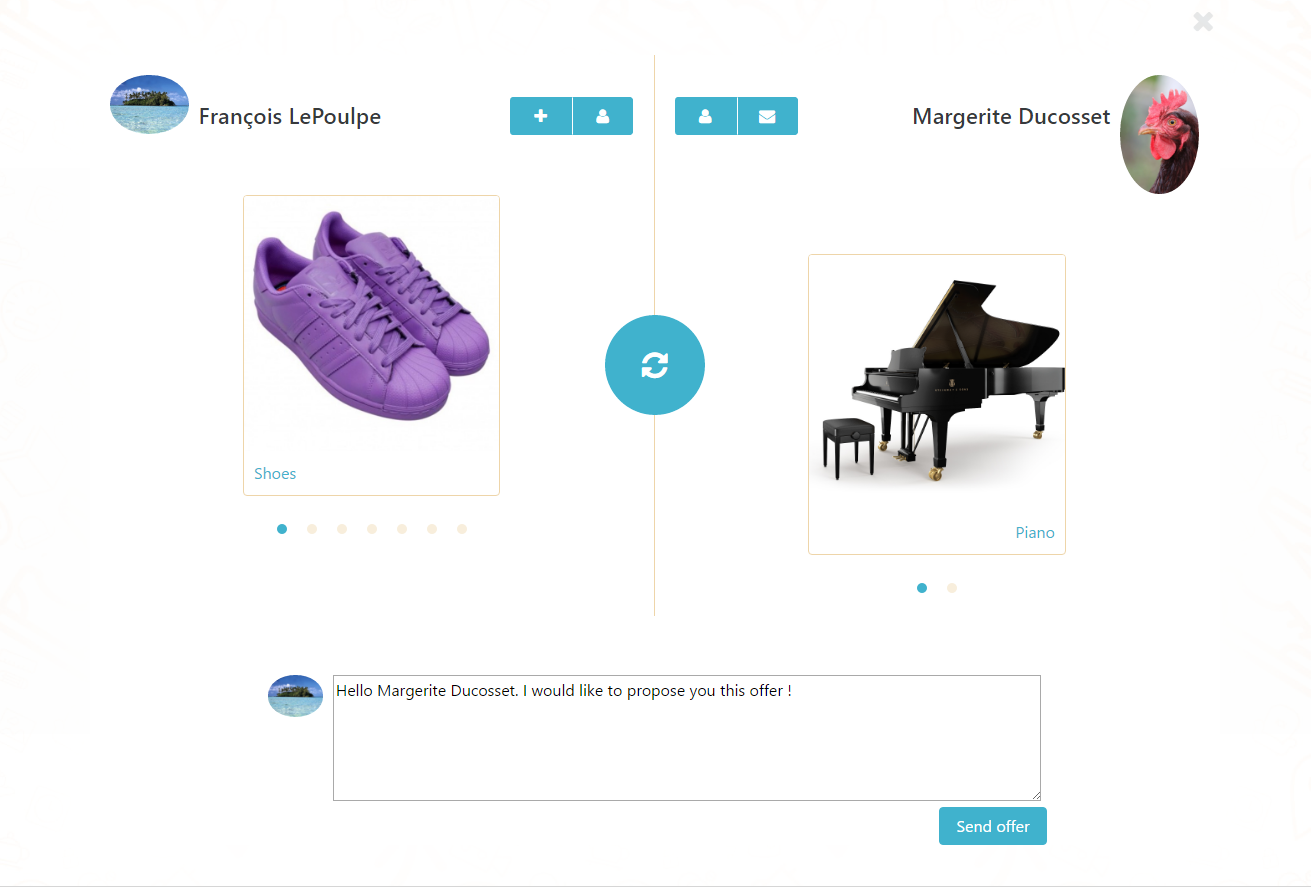 François LePoulpe
Margerite Ducosset
Shoes
Piano
Hello Margerite Ducosset. I would like to propose you this offer !
Send offer